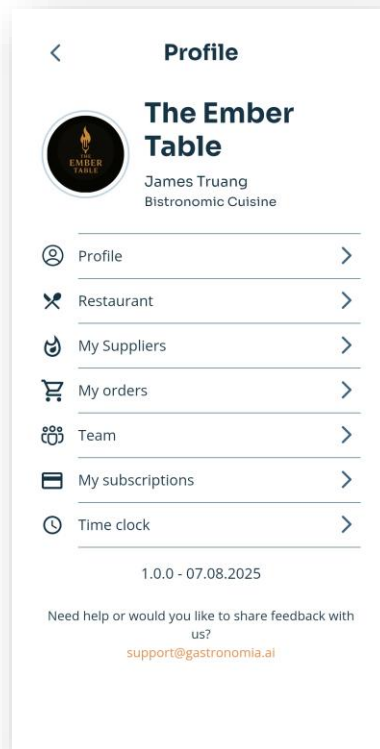 Profile
The Ember
Table
THE
EMBER
TABLE
James Truang
Bistronomic Cuisine
Profile
Restaurant
My Suppliers
My orders
Team
My subscriptions
Time clock
1.0.0 - 07.08.2025
Need help or would you like to share feedback with
us?
support@gastronomia.ai